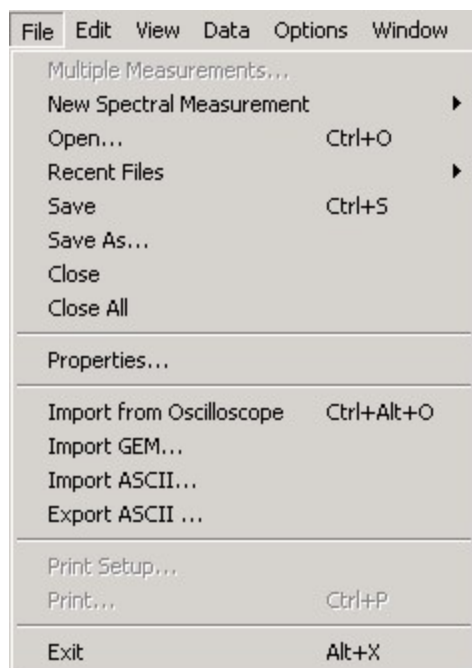 File Edit View Data Options Window
Multiple Measurements...
New Spectral Measurement
Open... Ctrl+O
Recent Files
Save Ctrl+S
Save As...
Close
Close All
Properties...
Import from Oscilloscope Ctrl+Alt+O
Import GEM...
Import ASCII...
Export ASCII ...
Print Setup...
Print... Ctrl+P
Exit Alt+X